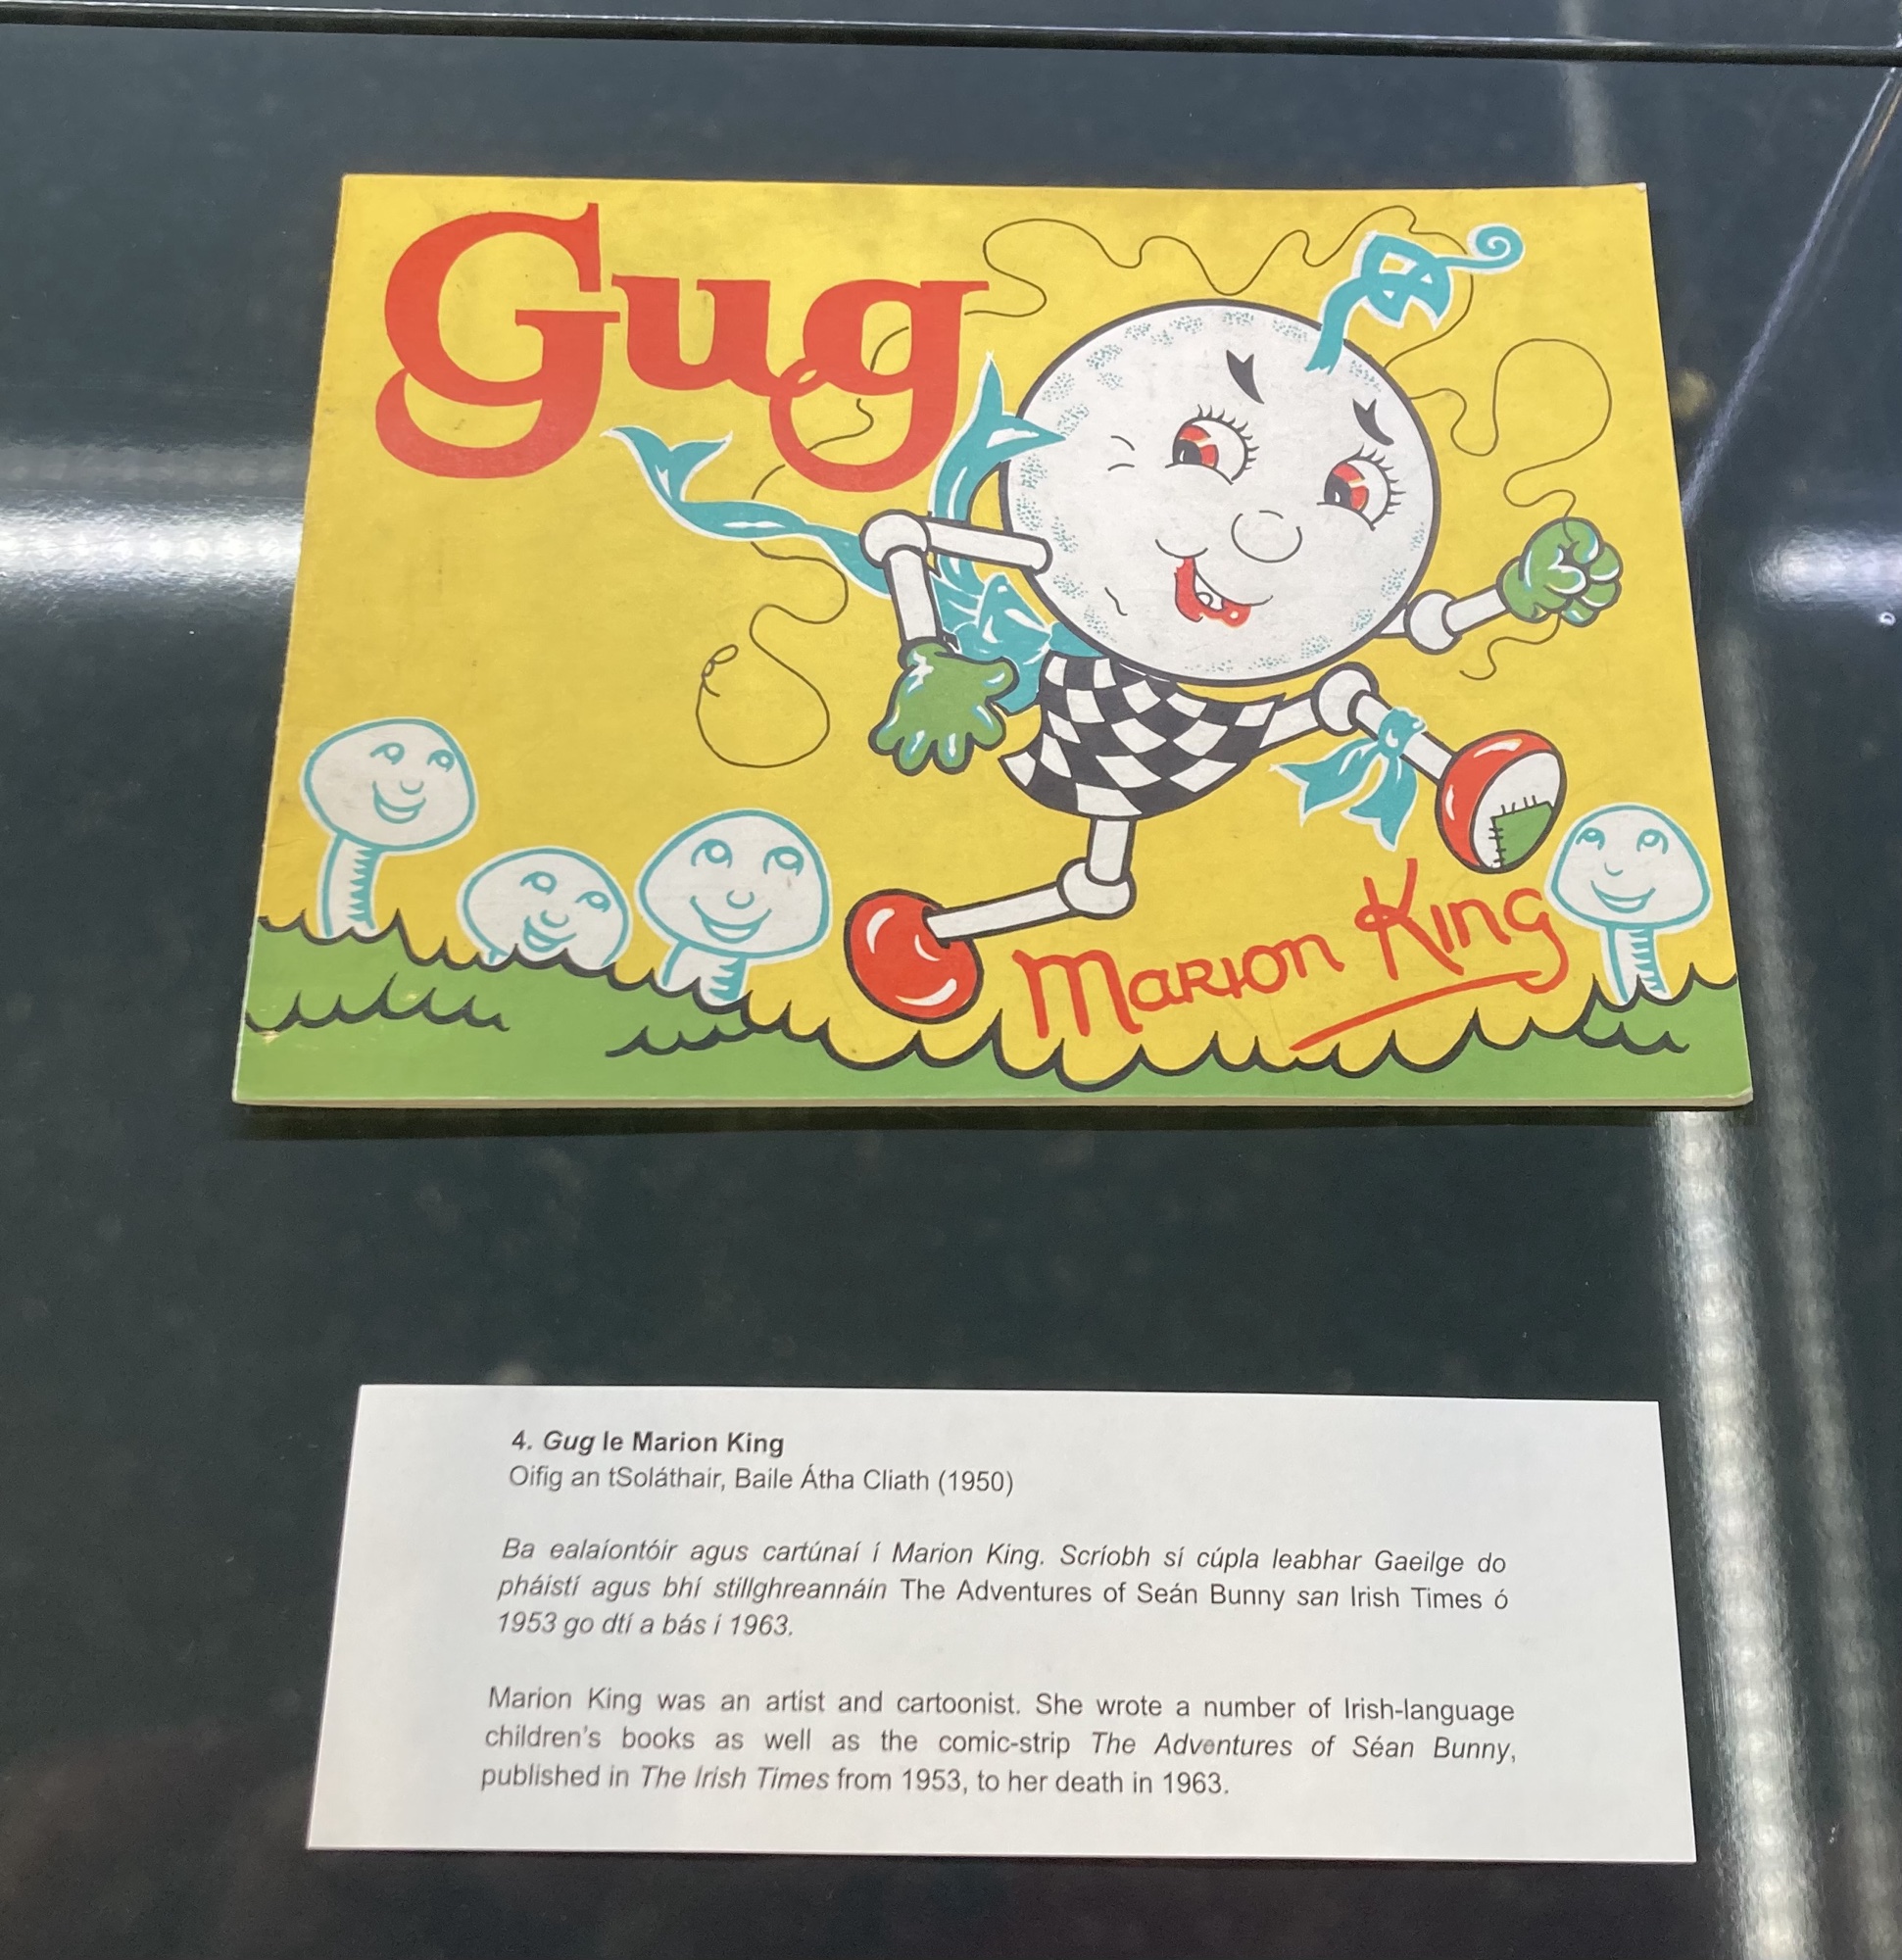 Gug
Marion King
4. Gug le Marion King
Oifig an tSoláthair, Baile Átha Cliath (1950)
Ba ealaíontóir agus cartúnaí í Marion King. Scríobh sí cúpla leabhar Gaeilge do
pháistí agus bhí stillghreannáin The Adventures of Seán Bunny san Irish Times ó
1953 go dtí a bás i 1963.
Marion King was an artist and cartoonist. She wrote a number of Irish-language
children's books as well as the comic-strip The Adventures of Séan Bunny,
published in The Irish Times from 1953, to her death in 1963.